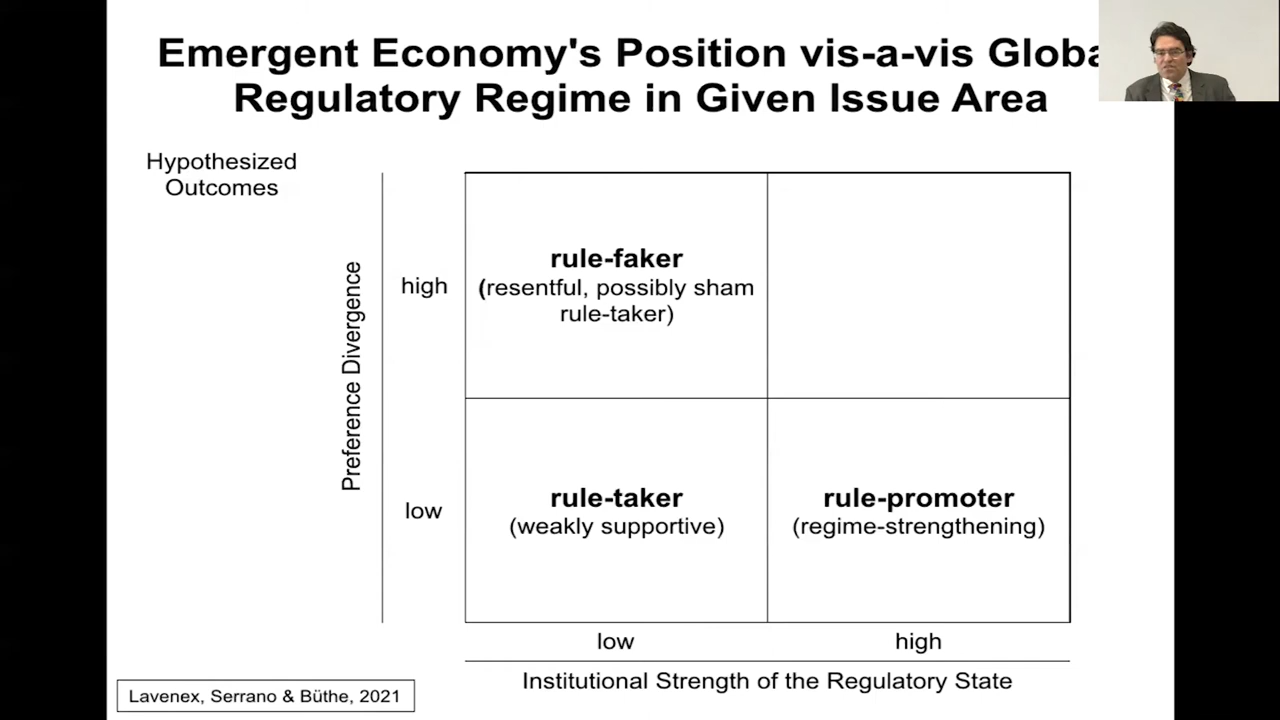 Emergent Economy's Position vis-a-vis Globa
Regulatory Regime in Given Issue Area
Hypothesized
Outcomes
Preference Divergence
high
rule-faker
(resentful, possibly sham
rule-taker)
low
rule-taker
(weakly supportive)
rule-promoter
(regime-strengthening)
low
high
Institutional Strength of the Regulatory State
Lavenex, Serrano & Büthe, 2021